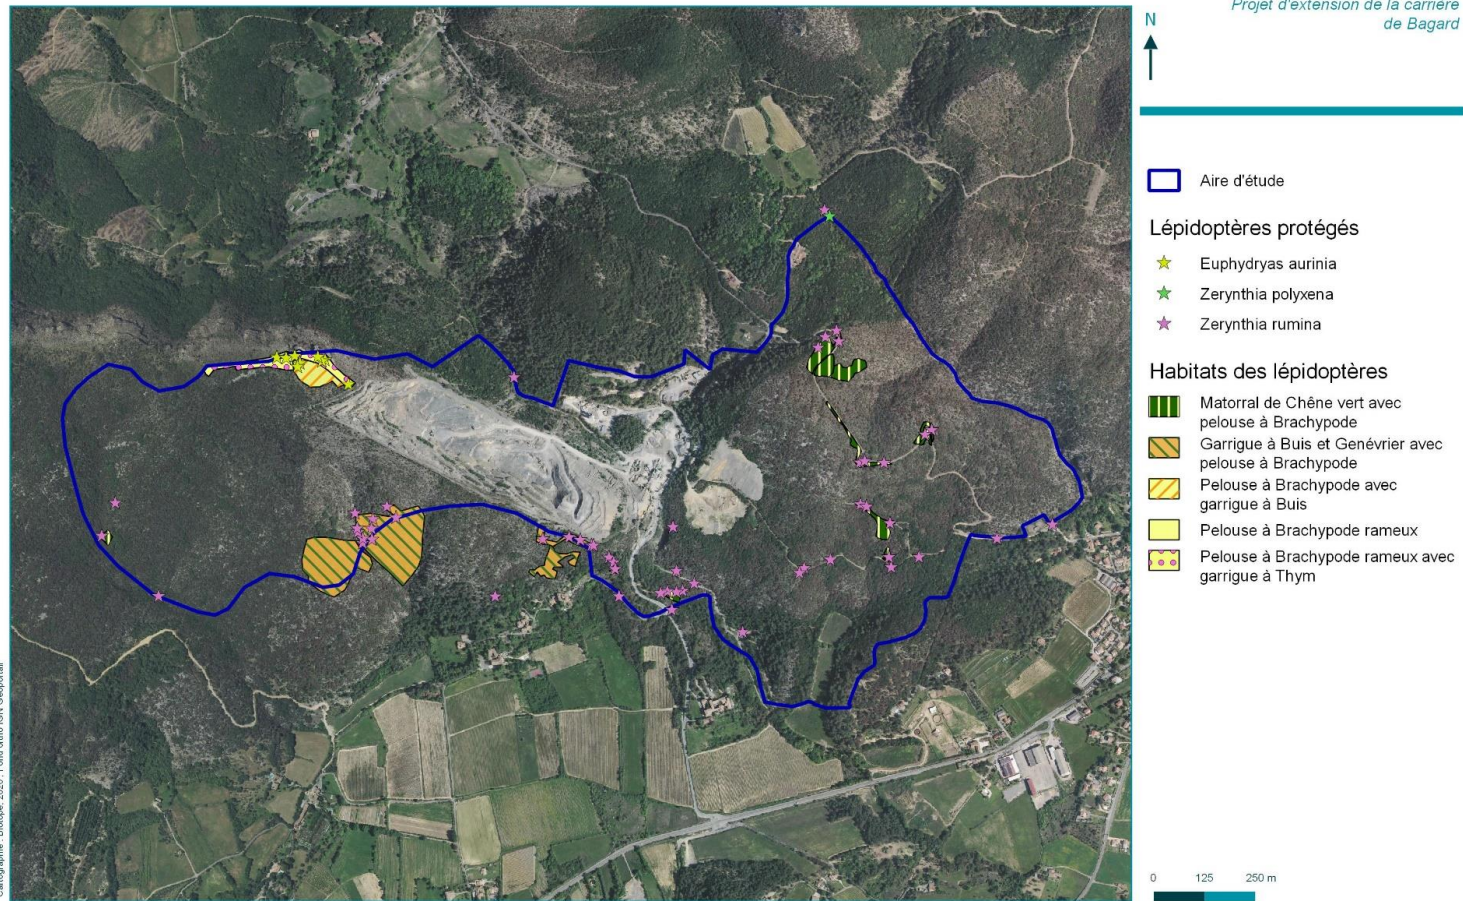 Projet d'extension de la carrière
de Bagard
N
Aire d'étude
Lépidoptères protégés
Euphydryas aurinia
Zerynthia polyxena
Zerynthia rumina
Habitats des lépidoptères
Matorral de Chêne vert avec
pelouse à Brachypode
Garrigue à Buis et Genévrier avec
pelouse à Brachypode
Pelouse à Brachypode avec
garrigue à Buis
Pelouse à Brachypode rameux
Pelouse à Brachypode rameux avec
garrigue à Thym
0 125 250 m